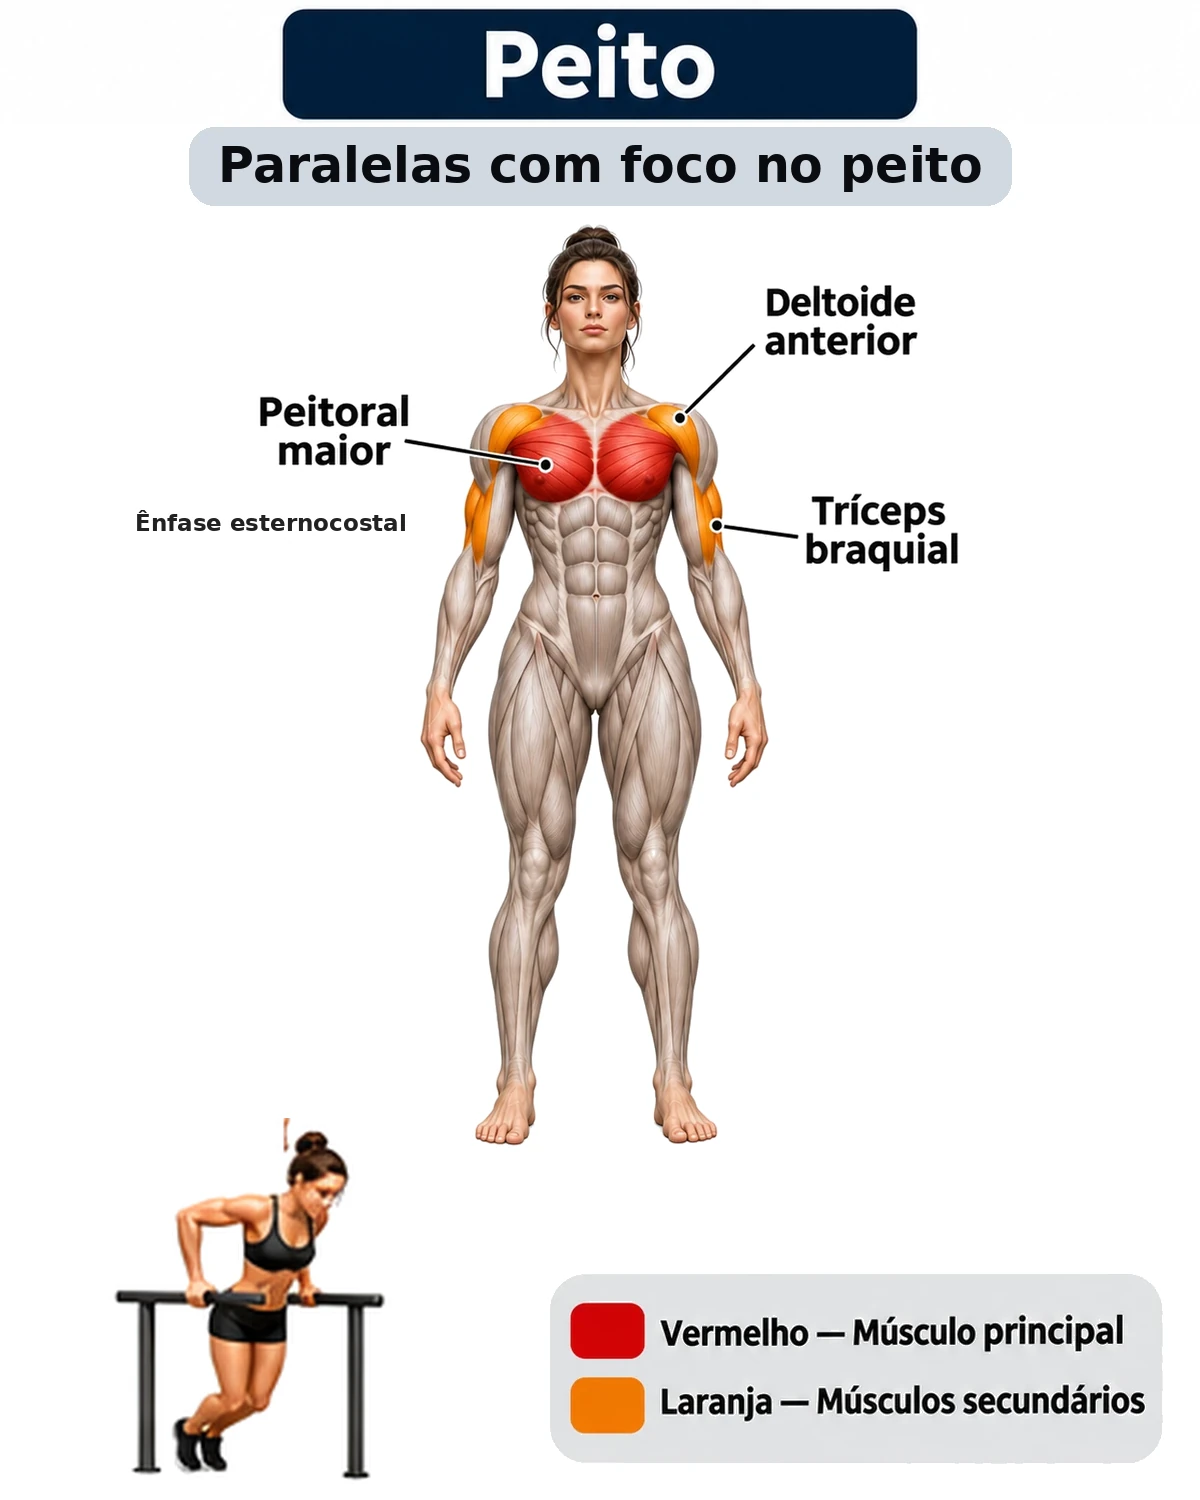 Peito
Paralelas com foco no peito
Deltoide
anterior
Peitoral
maior
Ênfase esternocostal
Tríceps
braquial
Vermelho — Músculo principal
Laranja — Músculos secundários